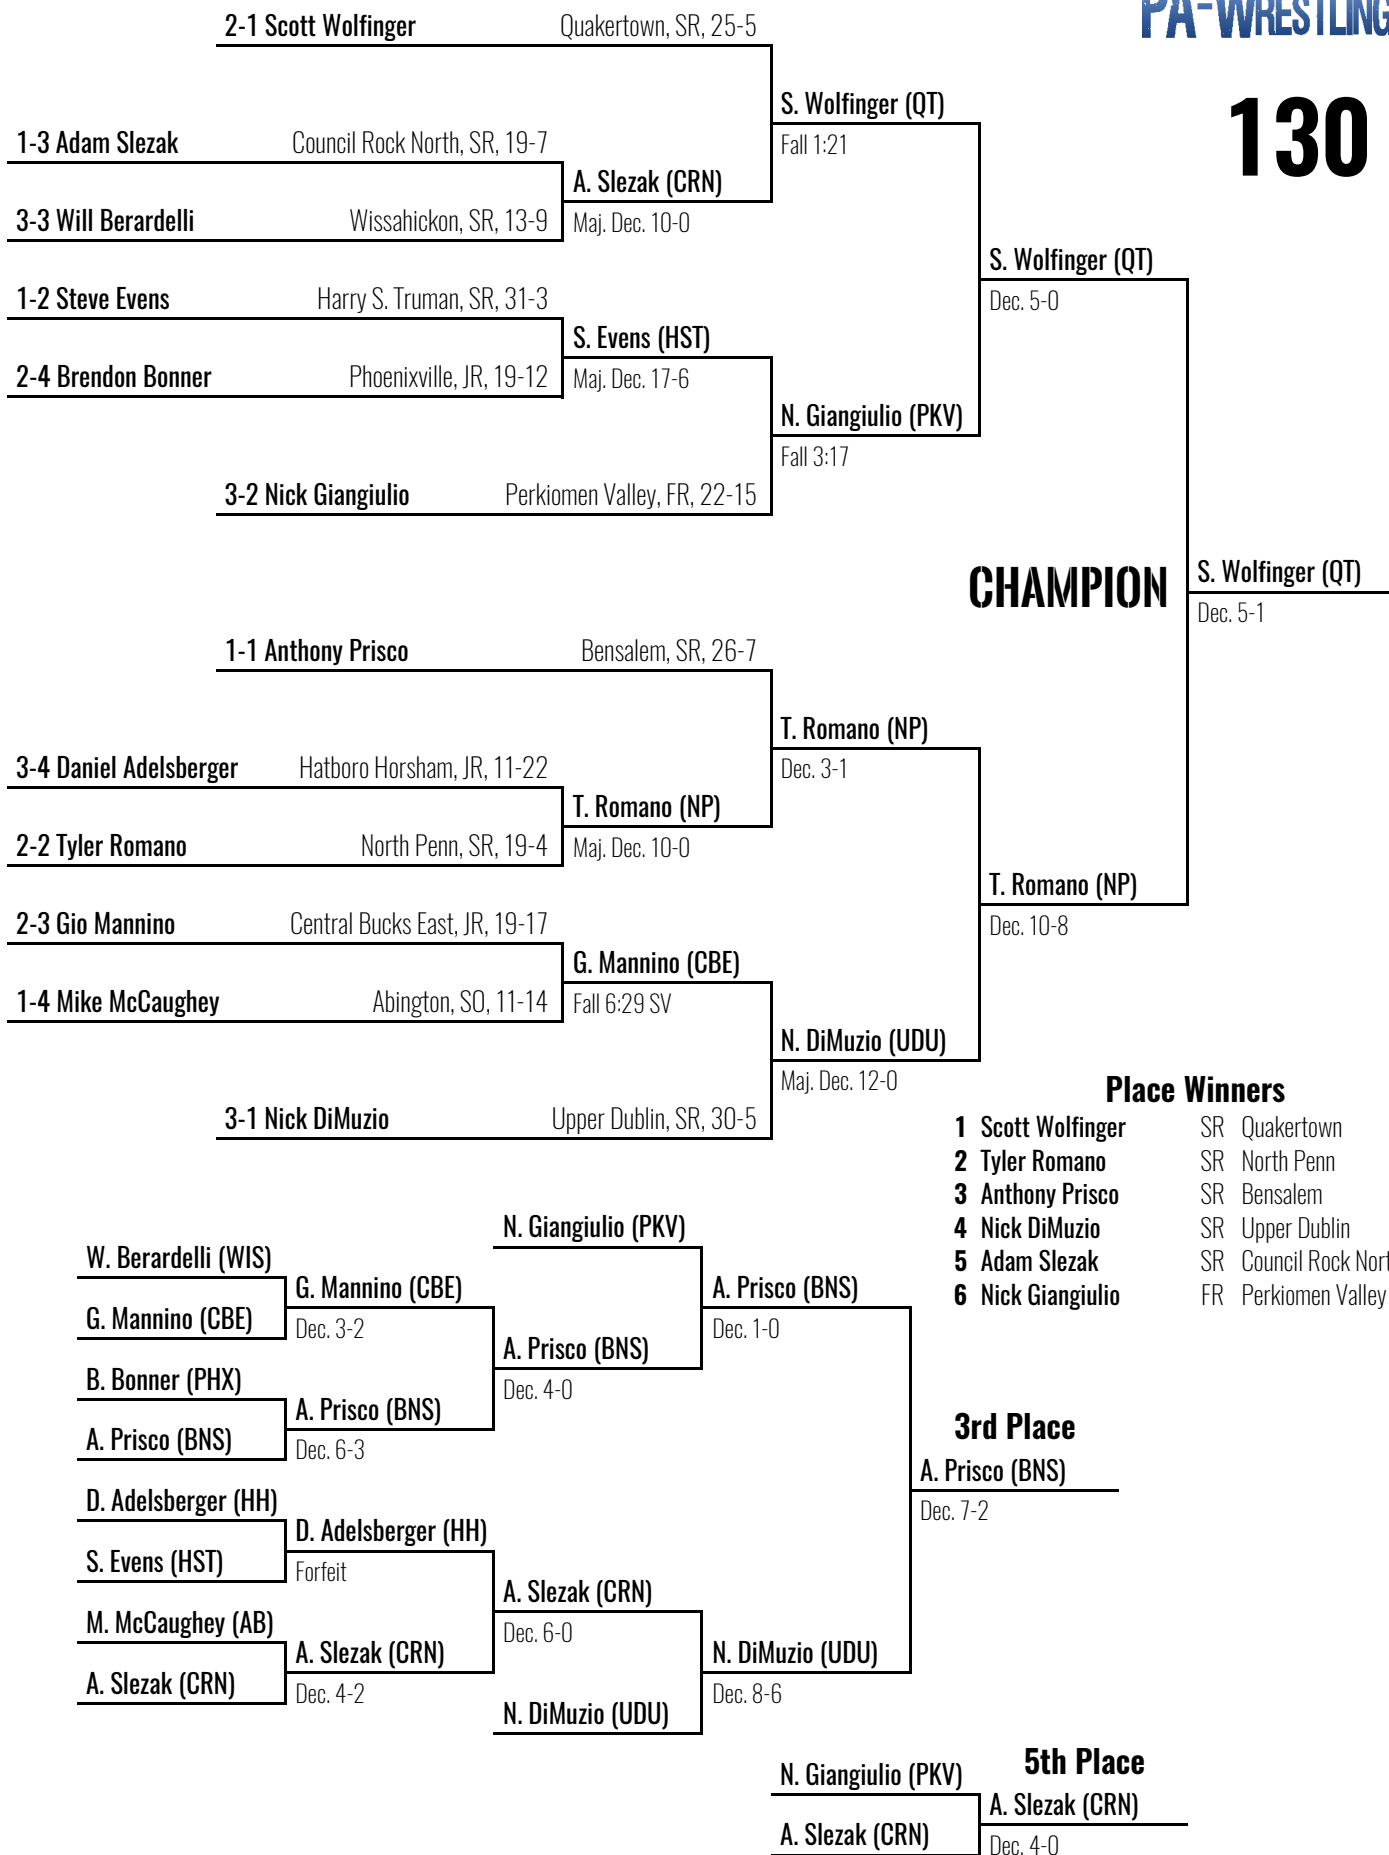 PA-WRESTLING
130
2-1 Scott Wolfinger Quakertown, SR, 25-5
S. Wolfinger (QT)
Fall 1:21
1-3 Adam Slezak Council Rock North, SR, 19-7
A. Slezak (CRN)
Maj. Dec. 10-0
3-3 Will Berardelli Wissahickon, SR, 13-9
S. Wolfinger (QT)
Dec. 5-0
1-2 Steve Evens Harry S. Truman, SR, 31-3
S. Evens (HST)
Maj. Dec. 17-6
2-4 Brendon Bonner Phoenixville, JR, 19-12
N. Giangiulio (PKV)
Fall 3:17
3-2 Nick Giangiulio Perkiomen Valley, FR, 22-15
CHAMPION
S. Wolfinger (QT)
Dec. 5-1
1-1 Anthony Prisco Bensalem, SR, 26-7
T. Romano (NP)
Dec. 3-1
3-4 Daniel Adelsberger Hatboro Horsham, JR, 11-22
T. Romano (NP)
Maj. Dec. 10-0
2-2 Tyler Romano North Penn, SR, 19-4
T. Romano (NP)
Dec. 10-8
2-3 Gio Mannino Central Bucks East, JR, 19-17
G. Mannino (CBE)
Fall 6:29 SV
1-4 Mike McCaughey Abington, SO, 11-14
N. DiMuzio (UDU)
Maj. Dec. 12-0
3-1 Nick DiMuzio Upper Dublin, SR, 30-5
Place Winners
1 Scott Wolfinger SR Quakertown
2 Tyler Romano SR North Penn
3 Anthony Prisco SR Bensalem
4 Nick DiMuzio SR Upper Dublin
5 Adam Slezak SR Council Rock Nort
6 Nick Giangiulio FR Perkiomen Valley
N. Giangiulio (PKV)
W. Berardelli (WIS)
G. Mannino (CBE)
Dec. 3-2
G. Mannino (CBE)
A. Prisco (BNS)
Dec. 1-0
A. Prisco (BNS)
Dec. 4-0
B. Bonner (PHX)
A. Prisco (BNS)
Dec. 6-3
A. Prisco (BNS)
3rd Place
A. Prisco (BNS)
Dec. 7-2
D. Adelsberger (HH)
D. Adelsberger (HH)
Forfeit
S. Evens (HST)
A. Slezak (CRN)
Dec. 6-0
M. McCaughey (AB)
A. Slezak (CRN)
Dec. 4-2
A. Slezak (CRN)
N. DiMuzio (UDU)
Dec. 8-6
N. DiMuzio (UDU)
5th Place
N. Giangiulio (PKV)
A. Slezak (CRN)
Dec. 4-0
A. Slezak (CRN)